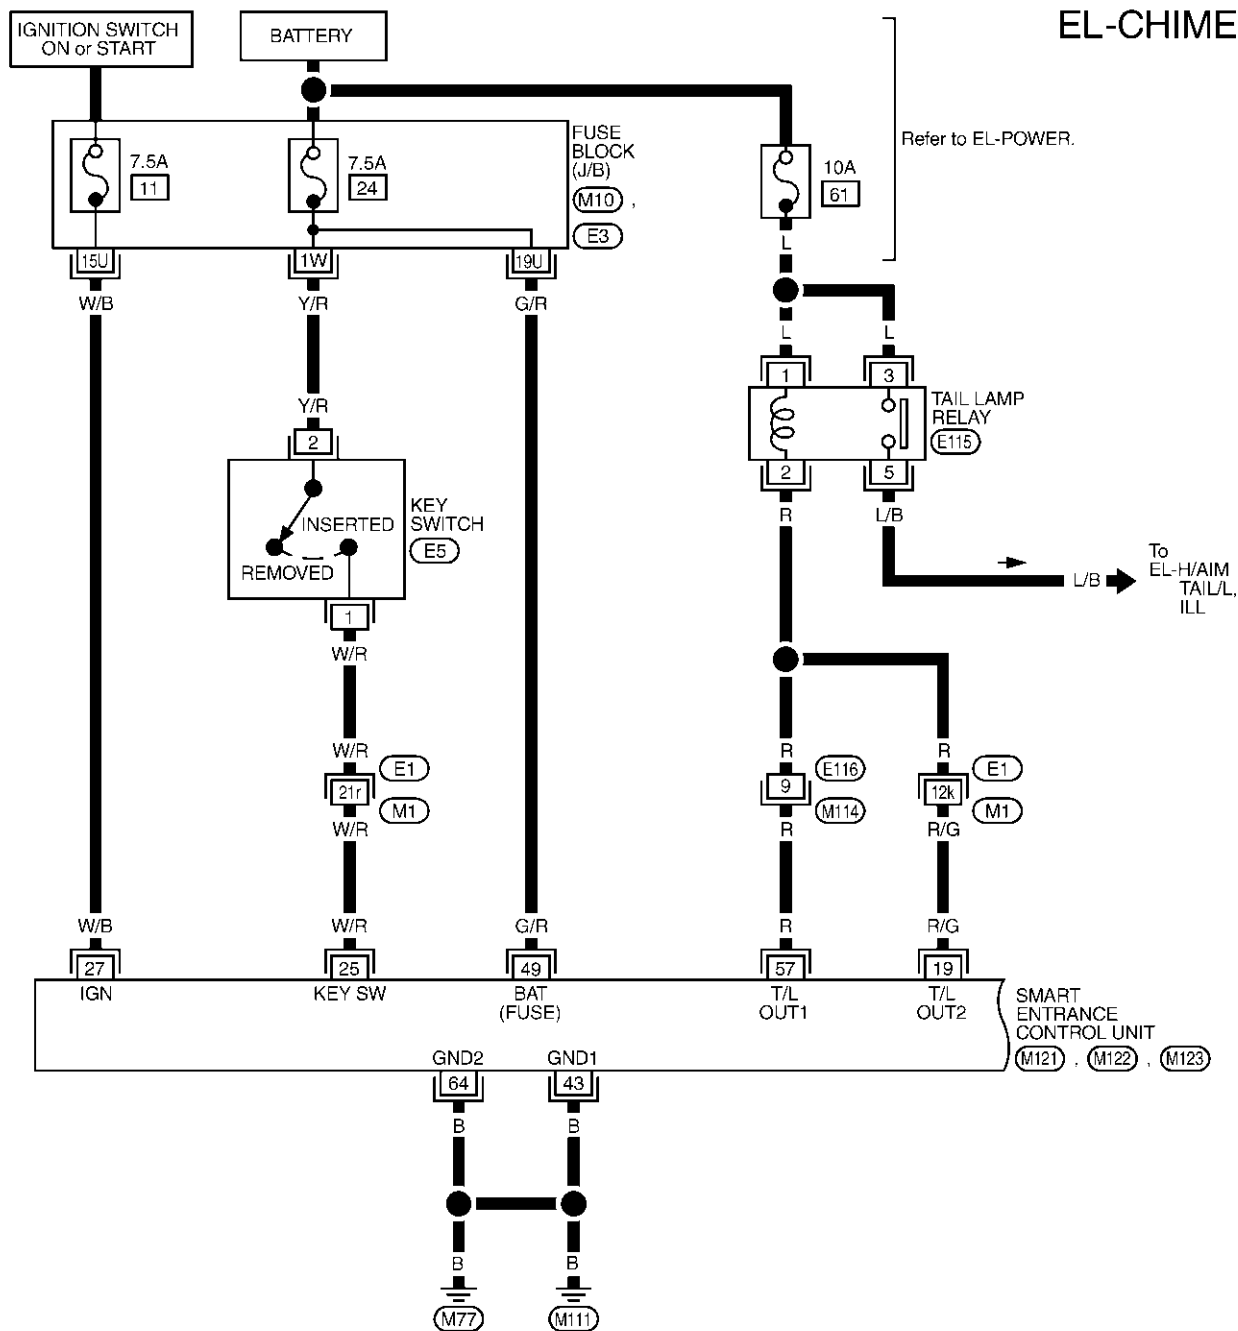 EL-CHIME
IGNITION SWITCH
ON or START
BATTERY
Refer to EL-POWER.
7.5A
11
7.5A
24
FUSE
BLOCK
(J/B)
M10 ,
E3
10A
61
15U
1W
19U
L
W/B
Y/R
G/R
L
L
1
3
TAIL LAMP
RELAY
E115
2
5
Y/R
2
R
L/B
KEY
SWITCH
E5
INSERTED
REMOVED
L/B
To
EL-H/AIM
TAIL/L,
ILL
1
W/R
W/R
E1
21r
M1
W/R
R
E116
9
M114
R
R
E1
12k
M1
R/G
W/B
W/R
G/R
R
R/G
27
25
49
57
19
IGN
KEY SW
BAT
(FUSE)
T/L
OUT1
T/L
OUT2
SMART
ENTRANCE
CONTROL UNIT
M121 , M122 , M123
GND2
GND1
64
43
B
B
B
B
M77
M111